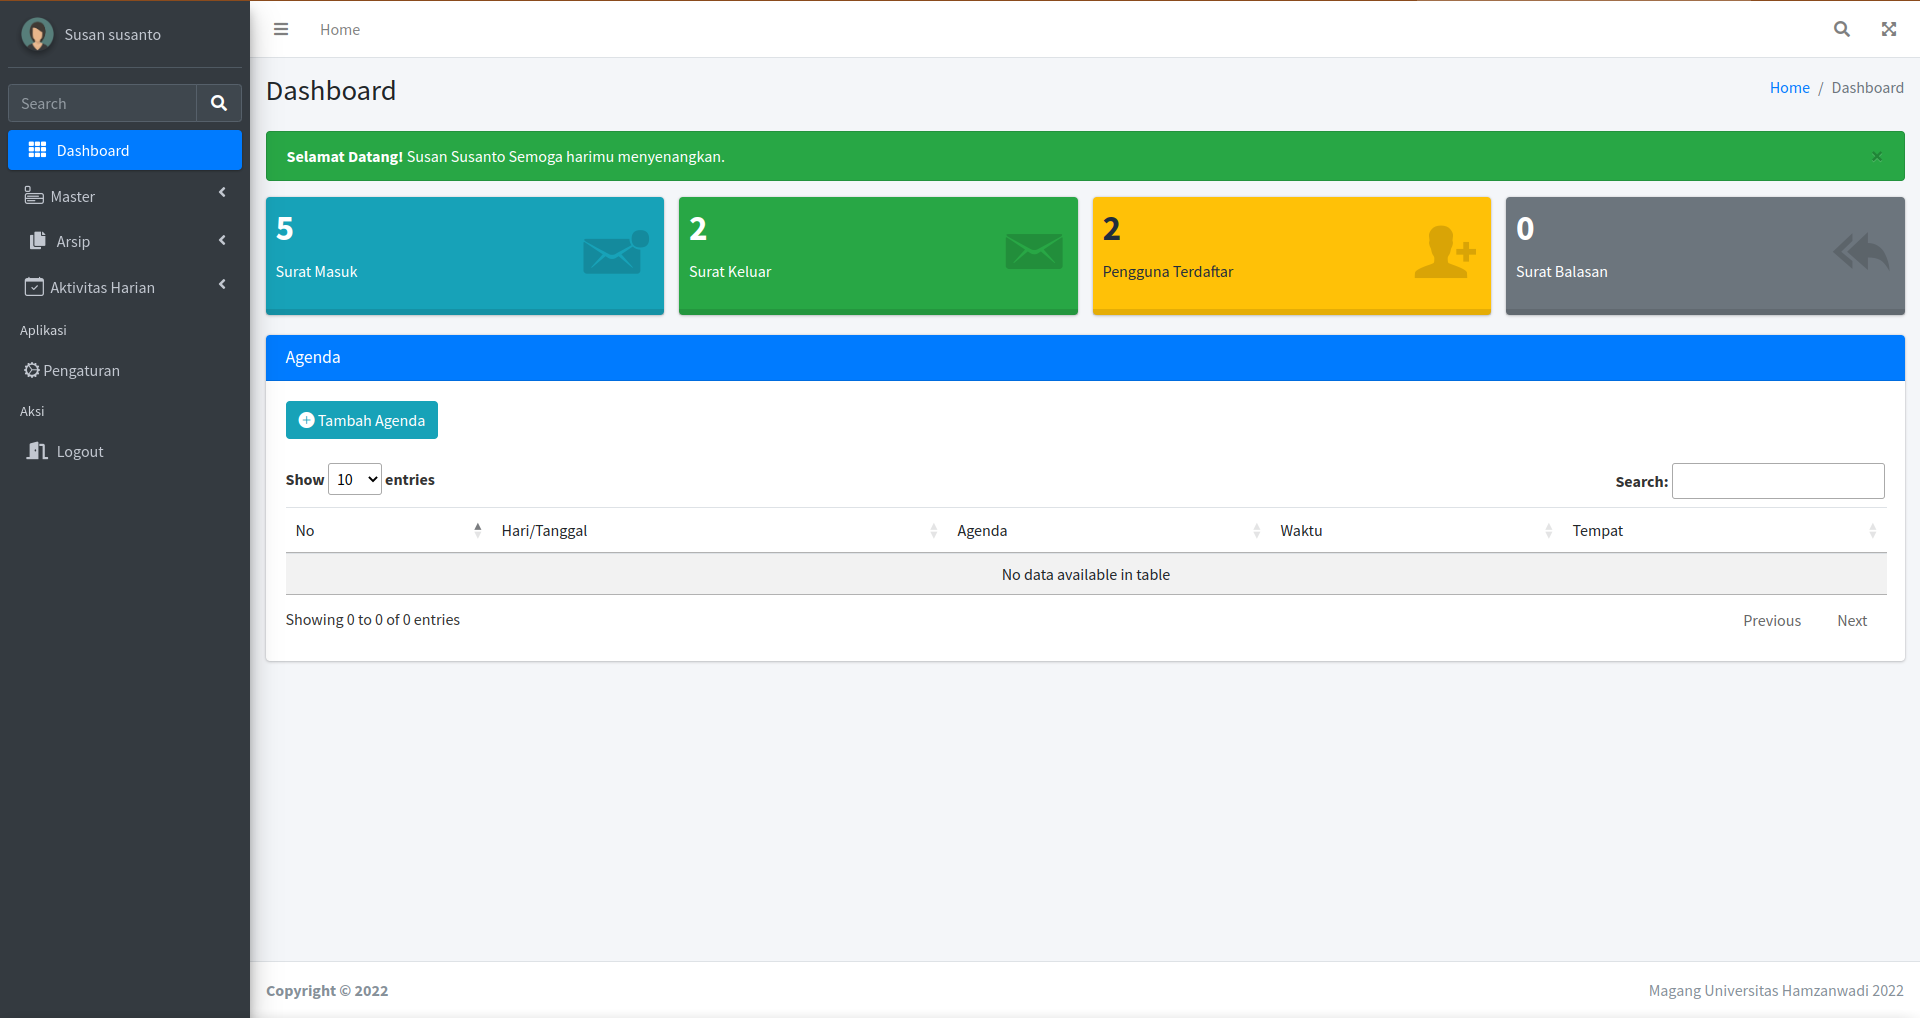 Susan susanto
Search
Dashboard
Master
Arsip
Aktivitas Harian
Aplikasi
Pengaturan
Aksi
Logout
Home
Dashboard
Home / Dashboard
Selamat Datang! Susan Susanto Semoga harimu menyenangkan. ×
5
Surat Masuk
2
Surat Keluar
2
Pengguna Terdaftar
0
Surat Balasan
Agenda
Tambah Agenda
Show 10 entries
Search:
No Hari/Tanggal Agenda Waktu Tempat
No data available in table
Showing 0 to 0 of 0 entries
Previous Next
Copyright © 2022
Magang Universitas Hamzanwadi 2022